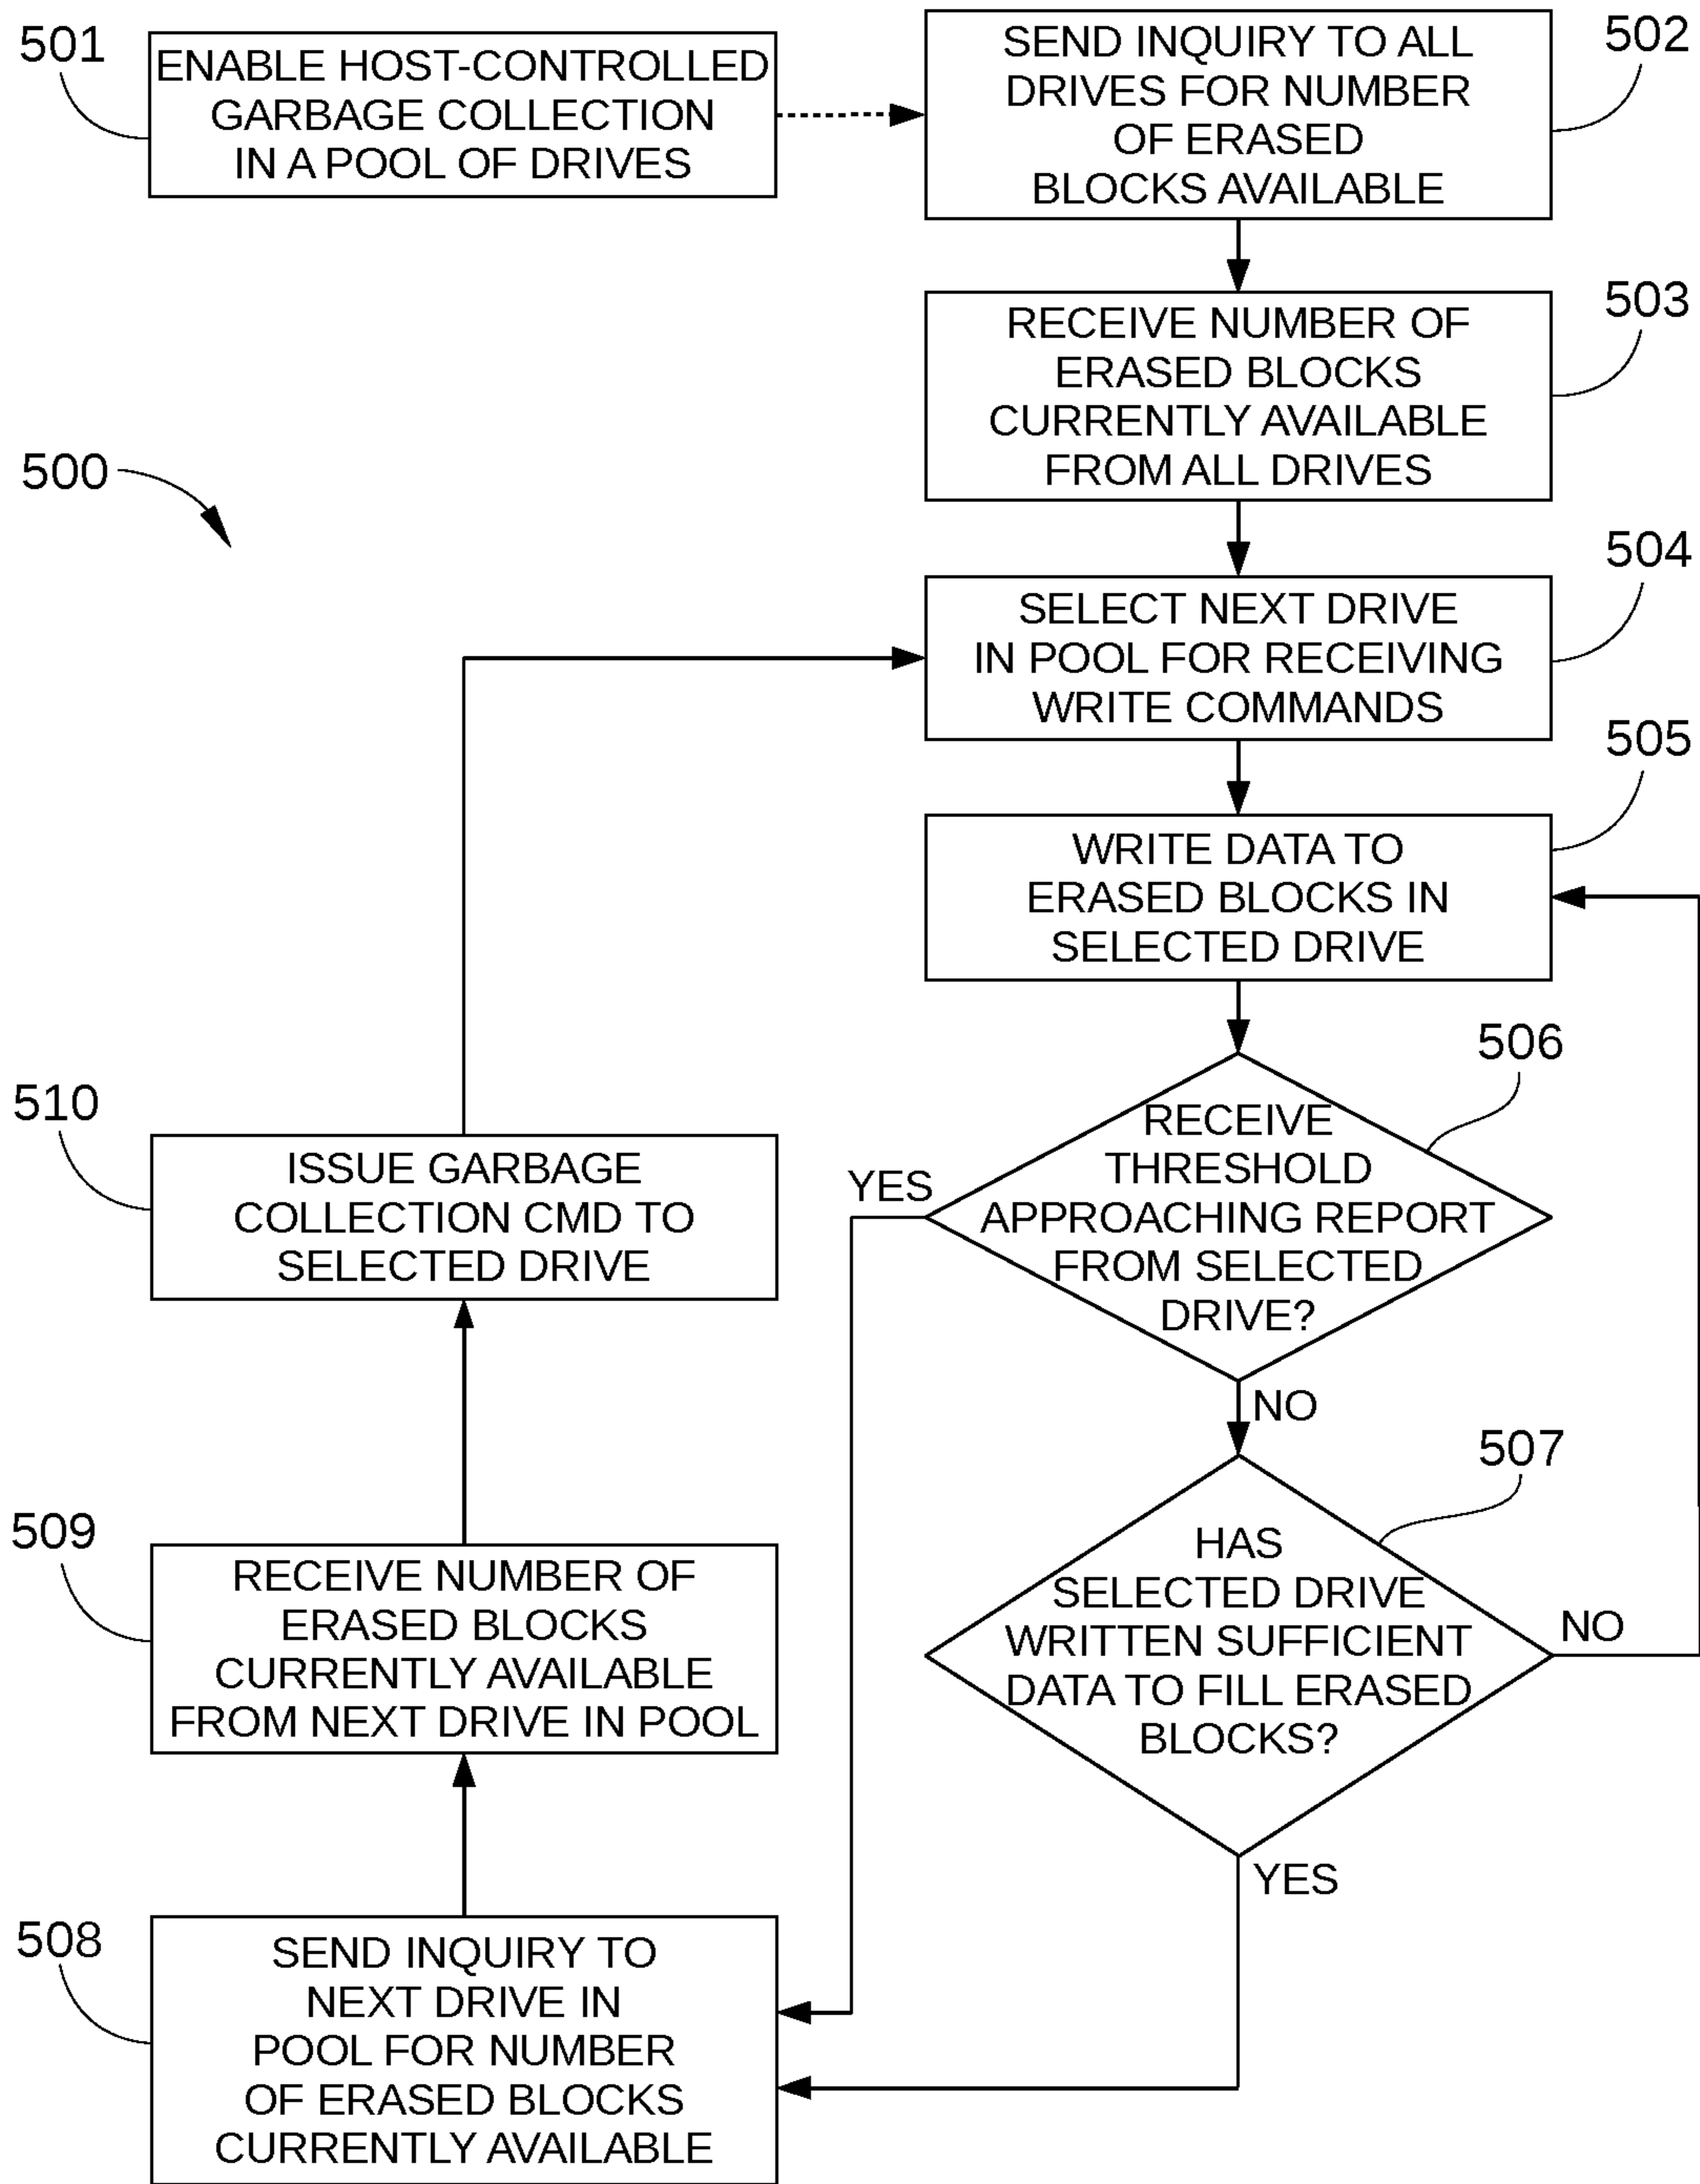 501
ENABLE HOST-CONTROLLED
GARBAGE COLLECTION
IN A POOL OF DRIVES
502
SEND INQUIRY TO ALL
DRIVES FOR NUMBER
OF ERASED
BLOCKS AVAILABLE
503
RECEIVE NUMBER OF
ERASED BLOCKS
CURRENTLY AVAILABLE
FROM ALL DRIVES
500
504
SELECT NEXT DRIVE
IN POOL FOR RECEIVING
WRITE COMMANDS
505
WRITE DATA TO
ERASED BLOCKS IN
SELECTED DRIVE
506
RECEIVE
THRESHOLD
APPROACHING REPORT
FROM SELECTED
DRIVE?
YES
NO
507
HAS
SELECTED DRIVE
WRITTEN SUFFICIENT
DATA TO FILL ERASED
BLOCKS?
NO
YES
508
SEND INQUIRY TO
NEXT DRIVE IN
POOL FOR NUMBER
OF ERASED BLOCKS
CURRENTLY AVAILABLE
509
RECEIVE NUMBER OF
ERASED BLOCKS
CURRENTLY AVAILABLE
FROM NEXT DRIVE IN POOL
510
ISSUE GARBAGE
COLLECTION CMD TO
SELECTED DRIVE